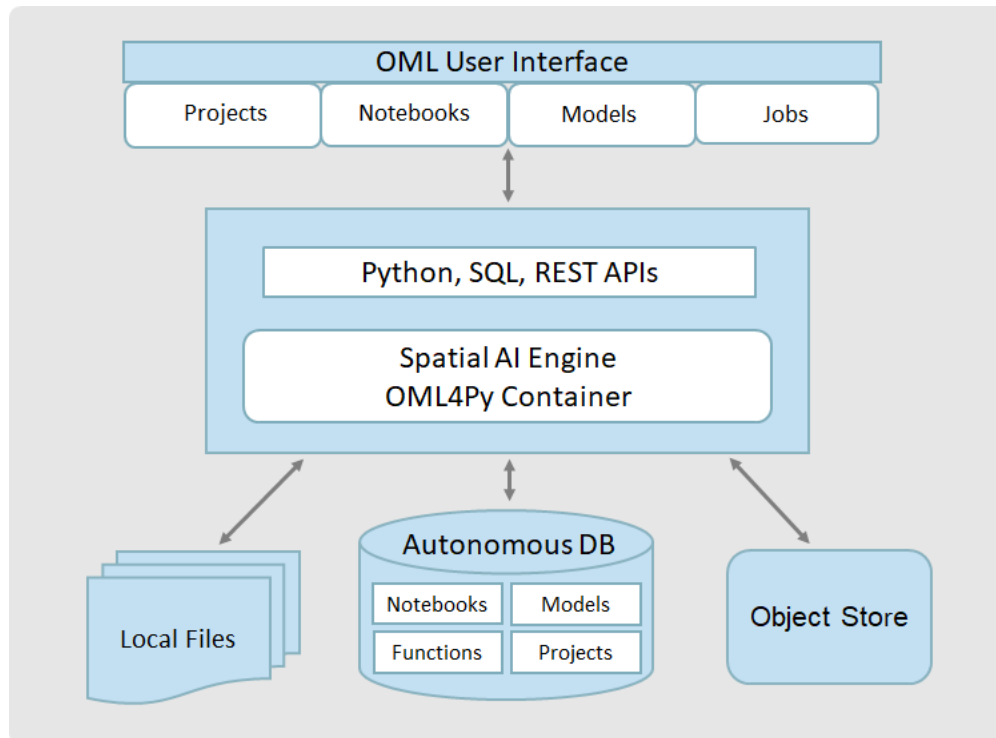 OML User Interface
Projects
Notebooks
Models
Jobs
Python, SQL, REST APIs
Spatial AI Engine
OML4Py Container
Local Files
Autonomous DB
Notebooks
Models
Functions
Projects
Object Store